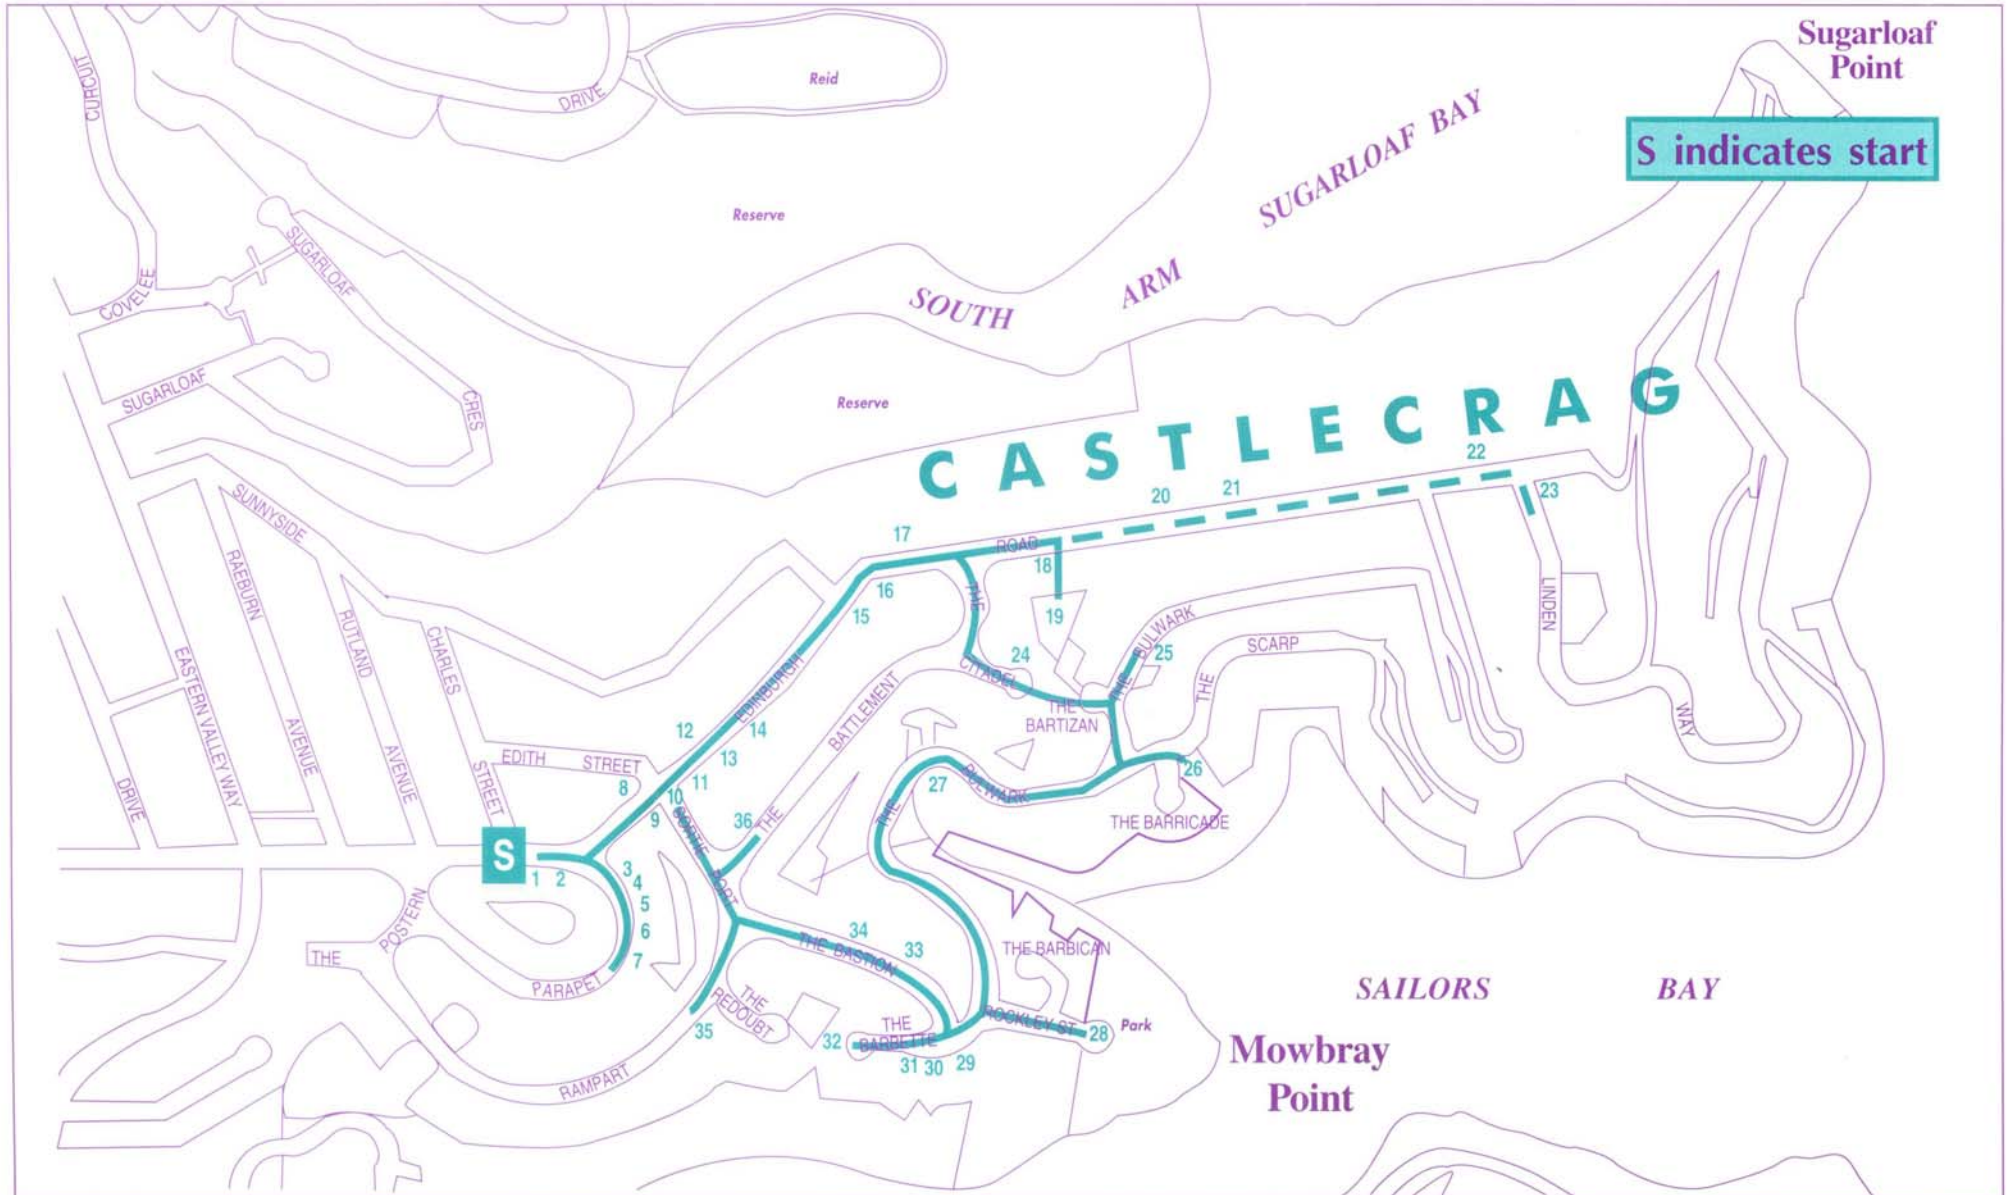 Sugarloaf
Point
S indicates start
CURCUIT
DRIVE
Reid
SUGARLOAF BAY
Reserve
SUGARLOAF
COVELEE
SOUTH ARM
SUGARLOAF
CRES
Reserve
CASTLECRAG
22
23
20
21
17
ROAD
18
16
15
19
THE
SUNNYSIDE
RAEBURN
AVENUE
RUTLAND
AVENUE
CHARLES
STREET
EASTERN VALLEY WAY
DRIVE
LINDEN
WAY
BULWARK
THE
25
SCARP
THE
24
CITADEL
THE
BARTIZAN
EDINBURGH
BATTLEMENT
THE
12
14
13
11
10
EDITH STREET
8
9
36
SORTIE
PORT
27
BULWARK
THE
26
THE BARRICADE
S
1
2
3
4
5
6
7
POSTERN
THE
PARAPET
34
33
THE BASTION
THE BARBICAN
SAILORS BAY
THE
REDOUBT
35
32
THE
BARBETTE
31
30
29
ROCKLEY ST
28
Park
Mowbray
Point
RAMPART